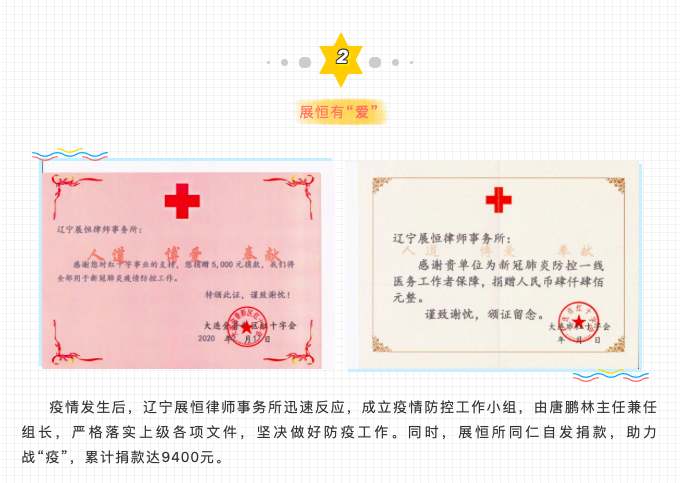 2
展恒有“爱”
辽宁展恒律师事务所:
人道 博爱 奉献
感谢您对红十字事业的支持,您捐赠5,000元捐款,我们将
全部用于新冠肺炎疫情防控工作。
特颁此证,谨致谢忱!
大连金普新区红十字会
2020 年 月17日
辽宁展恒律师事务所:
人道 博爱 奉献
感谢贵单位为新冠肺炎防控一线
医务工作者保障,捐赠人民币肆仟肆佰
元整。
谨致谢忱,颁证留念。
大连市红十字会
年 月 日
疫情发生后,辽宁展恒律师事务所迅速反应,成立疫情防控工作小组,由唐鹏林主任兼任
组长,严格落实上级各项文件,坚决做好防疫工作。同时,展恒所同仁自发捐款,助力
战“疫”,累计捐款达9400元。